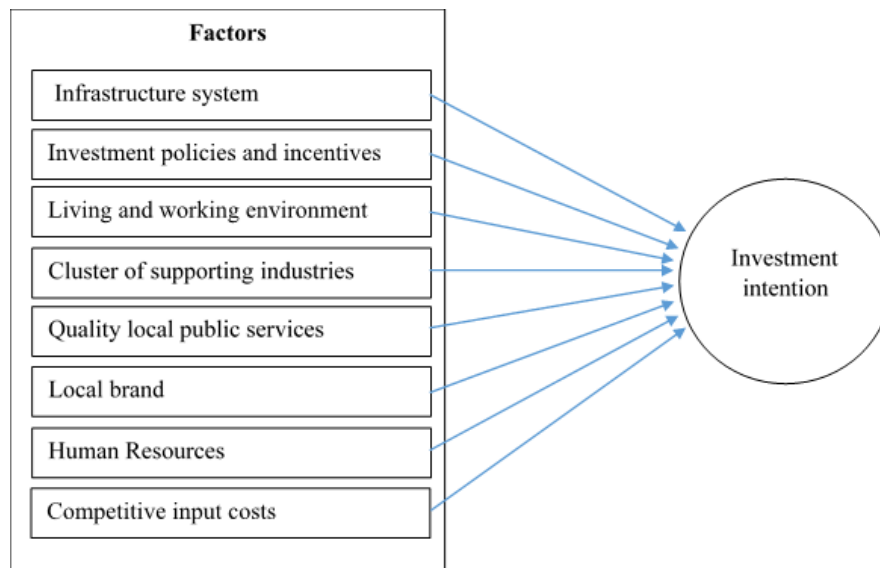 Factors
Infrastructure system
Investment policies and incentives
Living and working environment
Cluster of supporting industries
Quality local public services
Local brand
Human Resources
Competitive input costs
Investment
intention